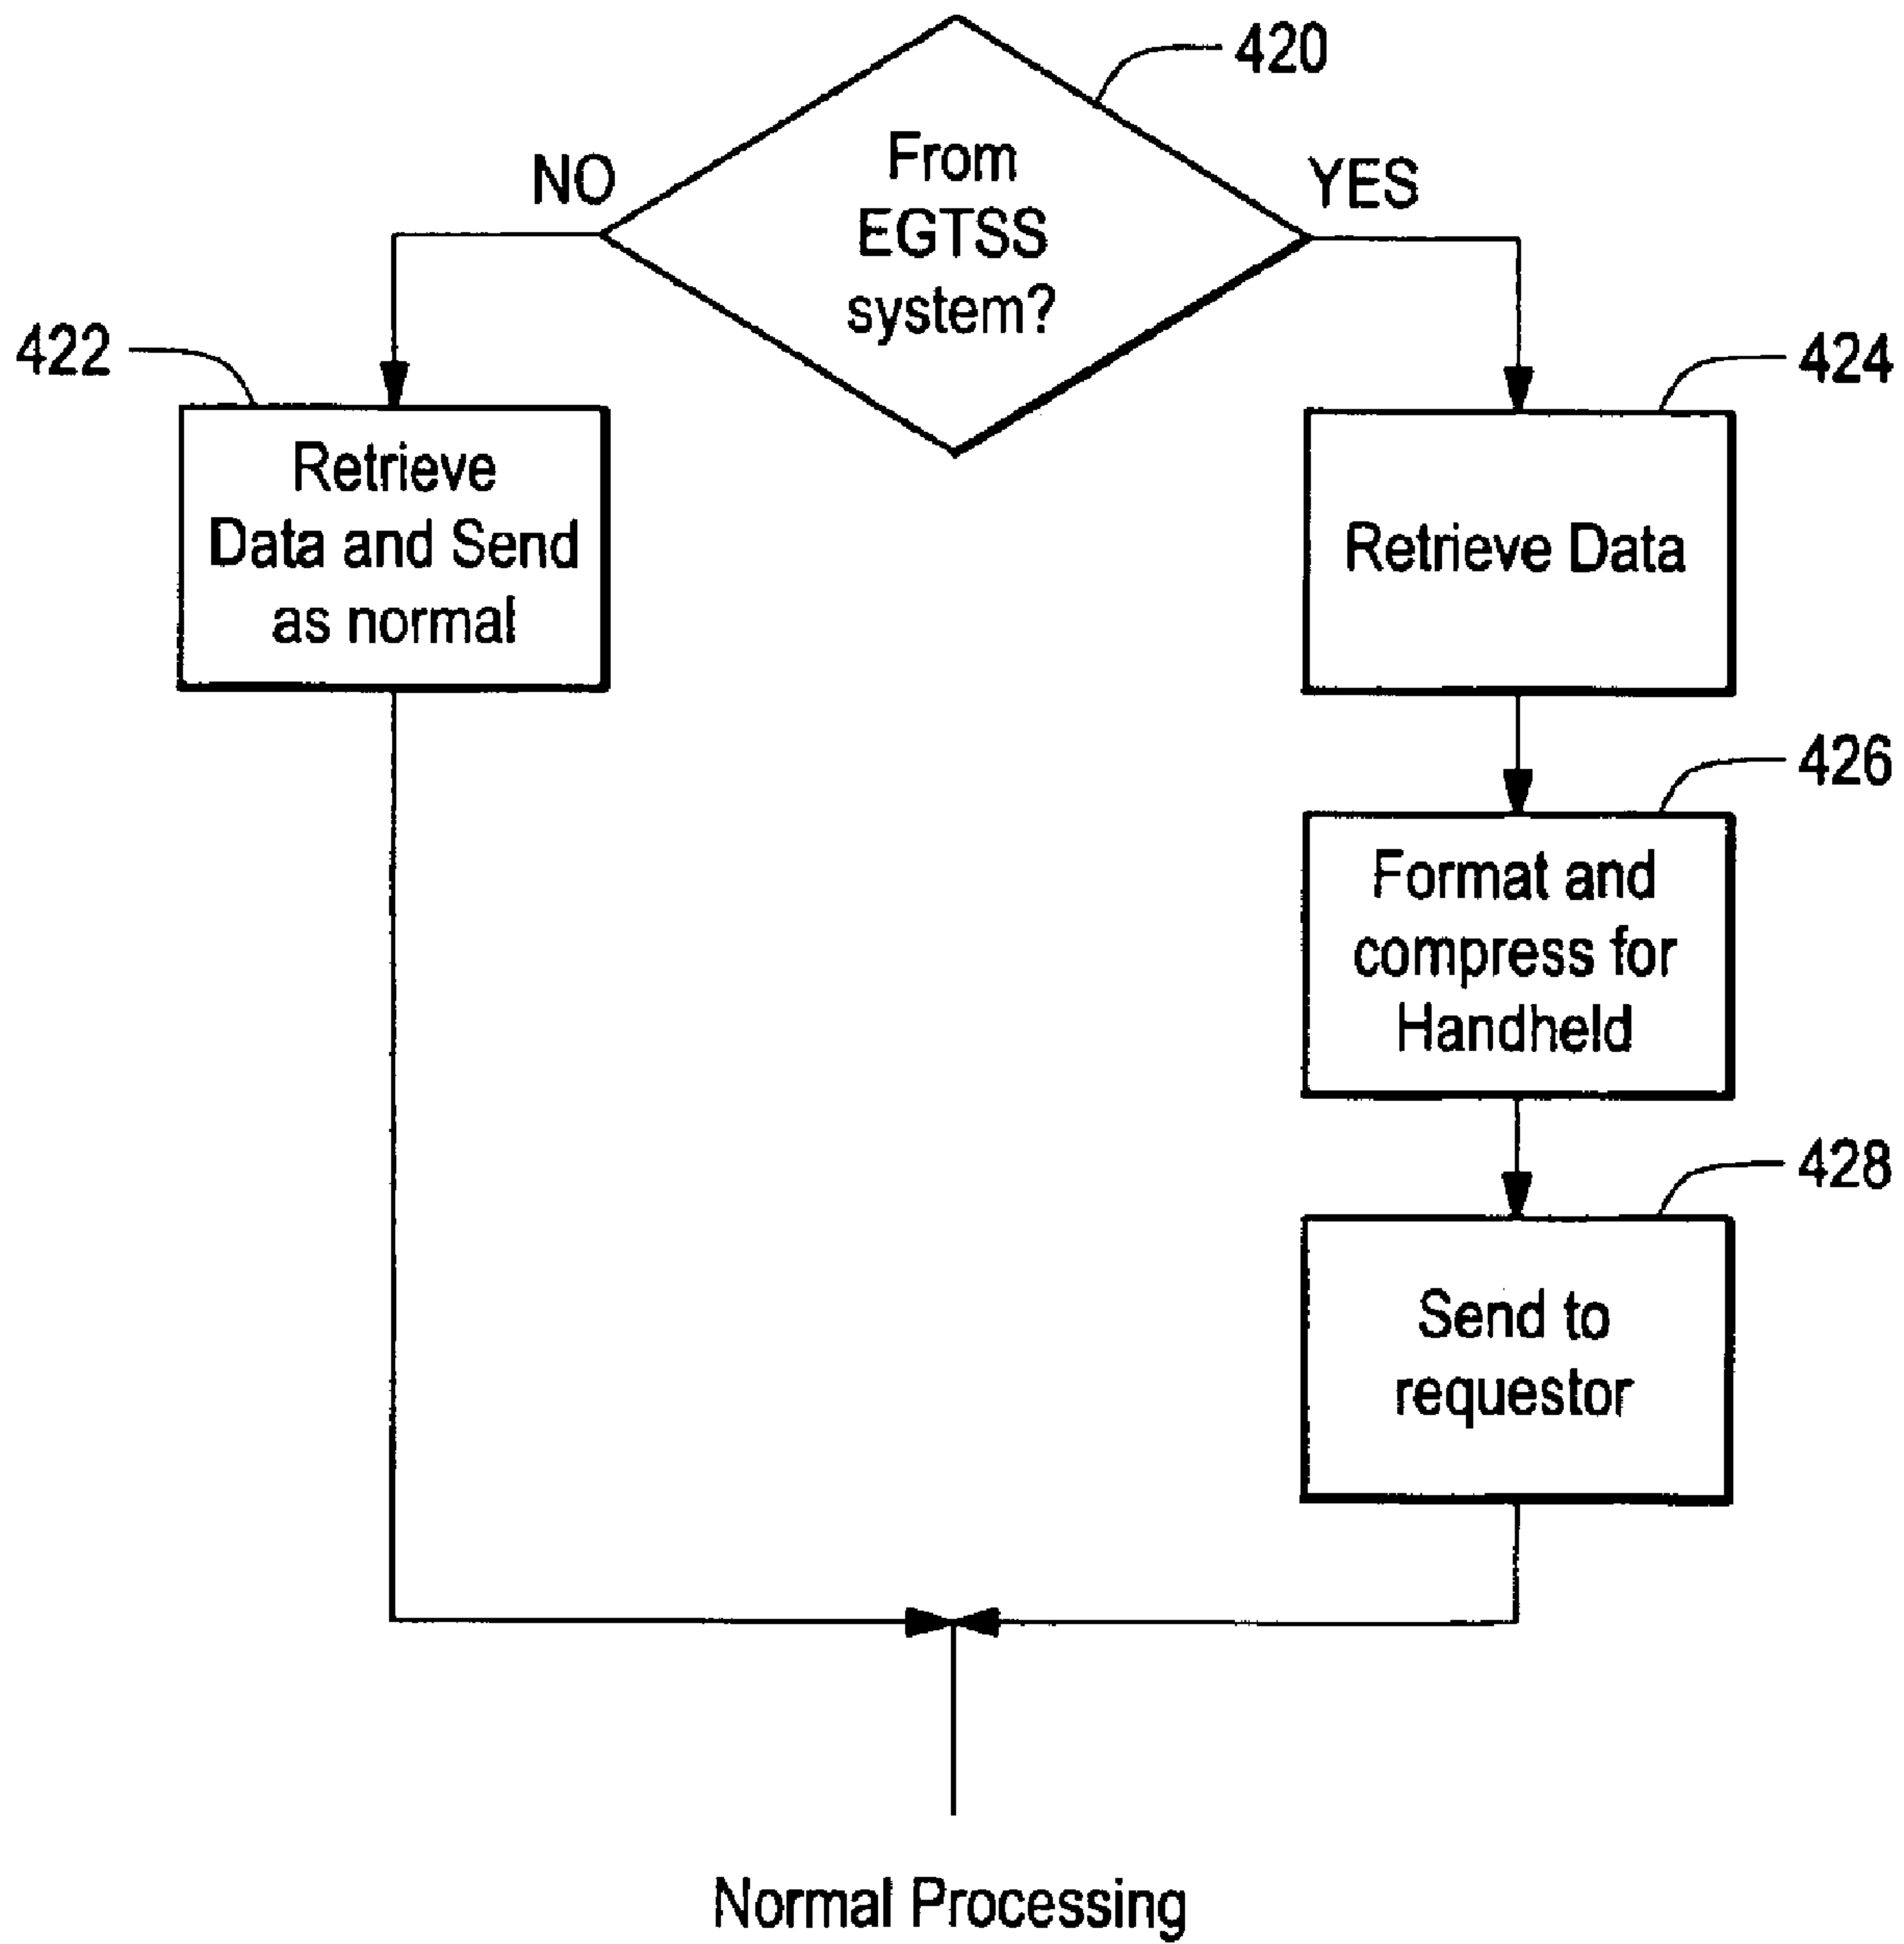 420
From
EGTSS
system?
NO
YES
422
Retrieve
Data and Send
as normal
424
Retrieve Data
426
Format and
compress for
Handheld
428
Send to
requestor
Normal Processing